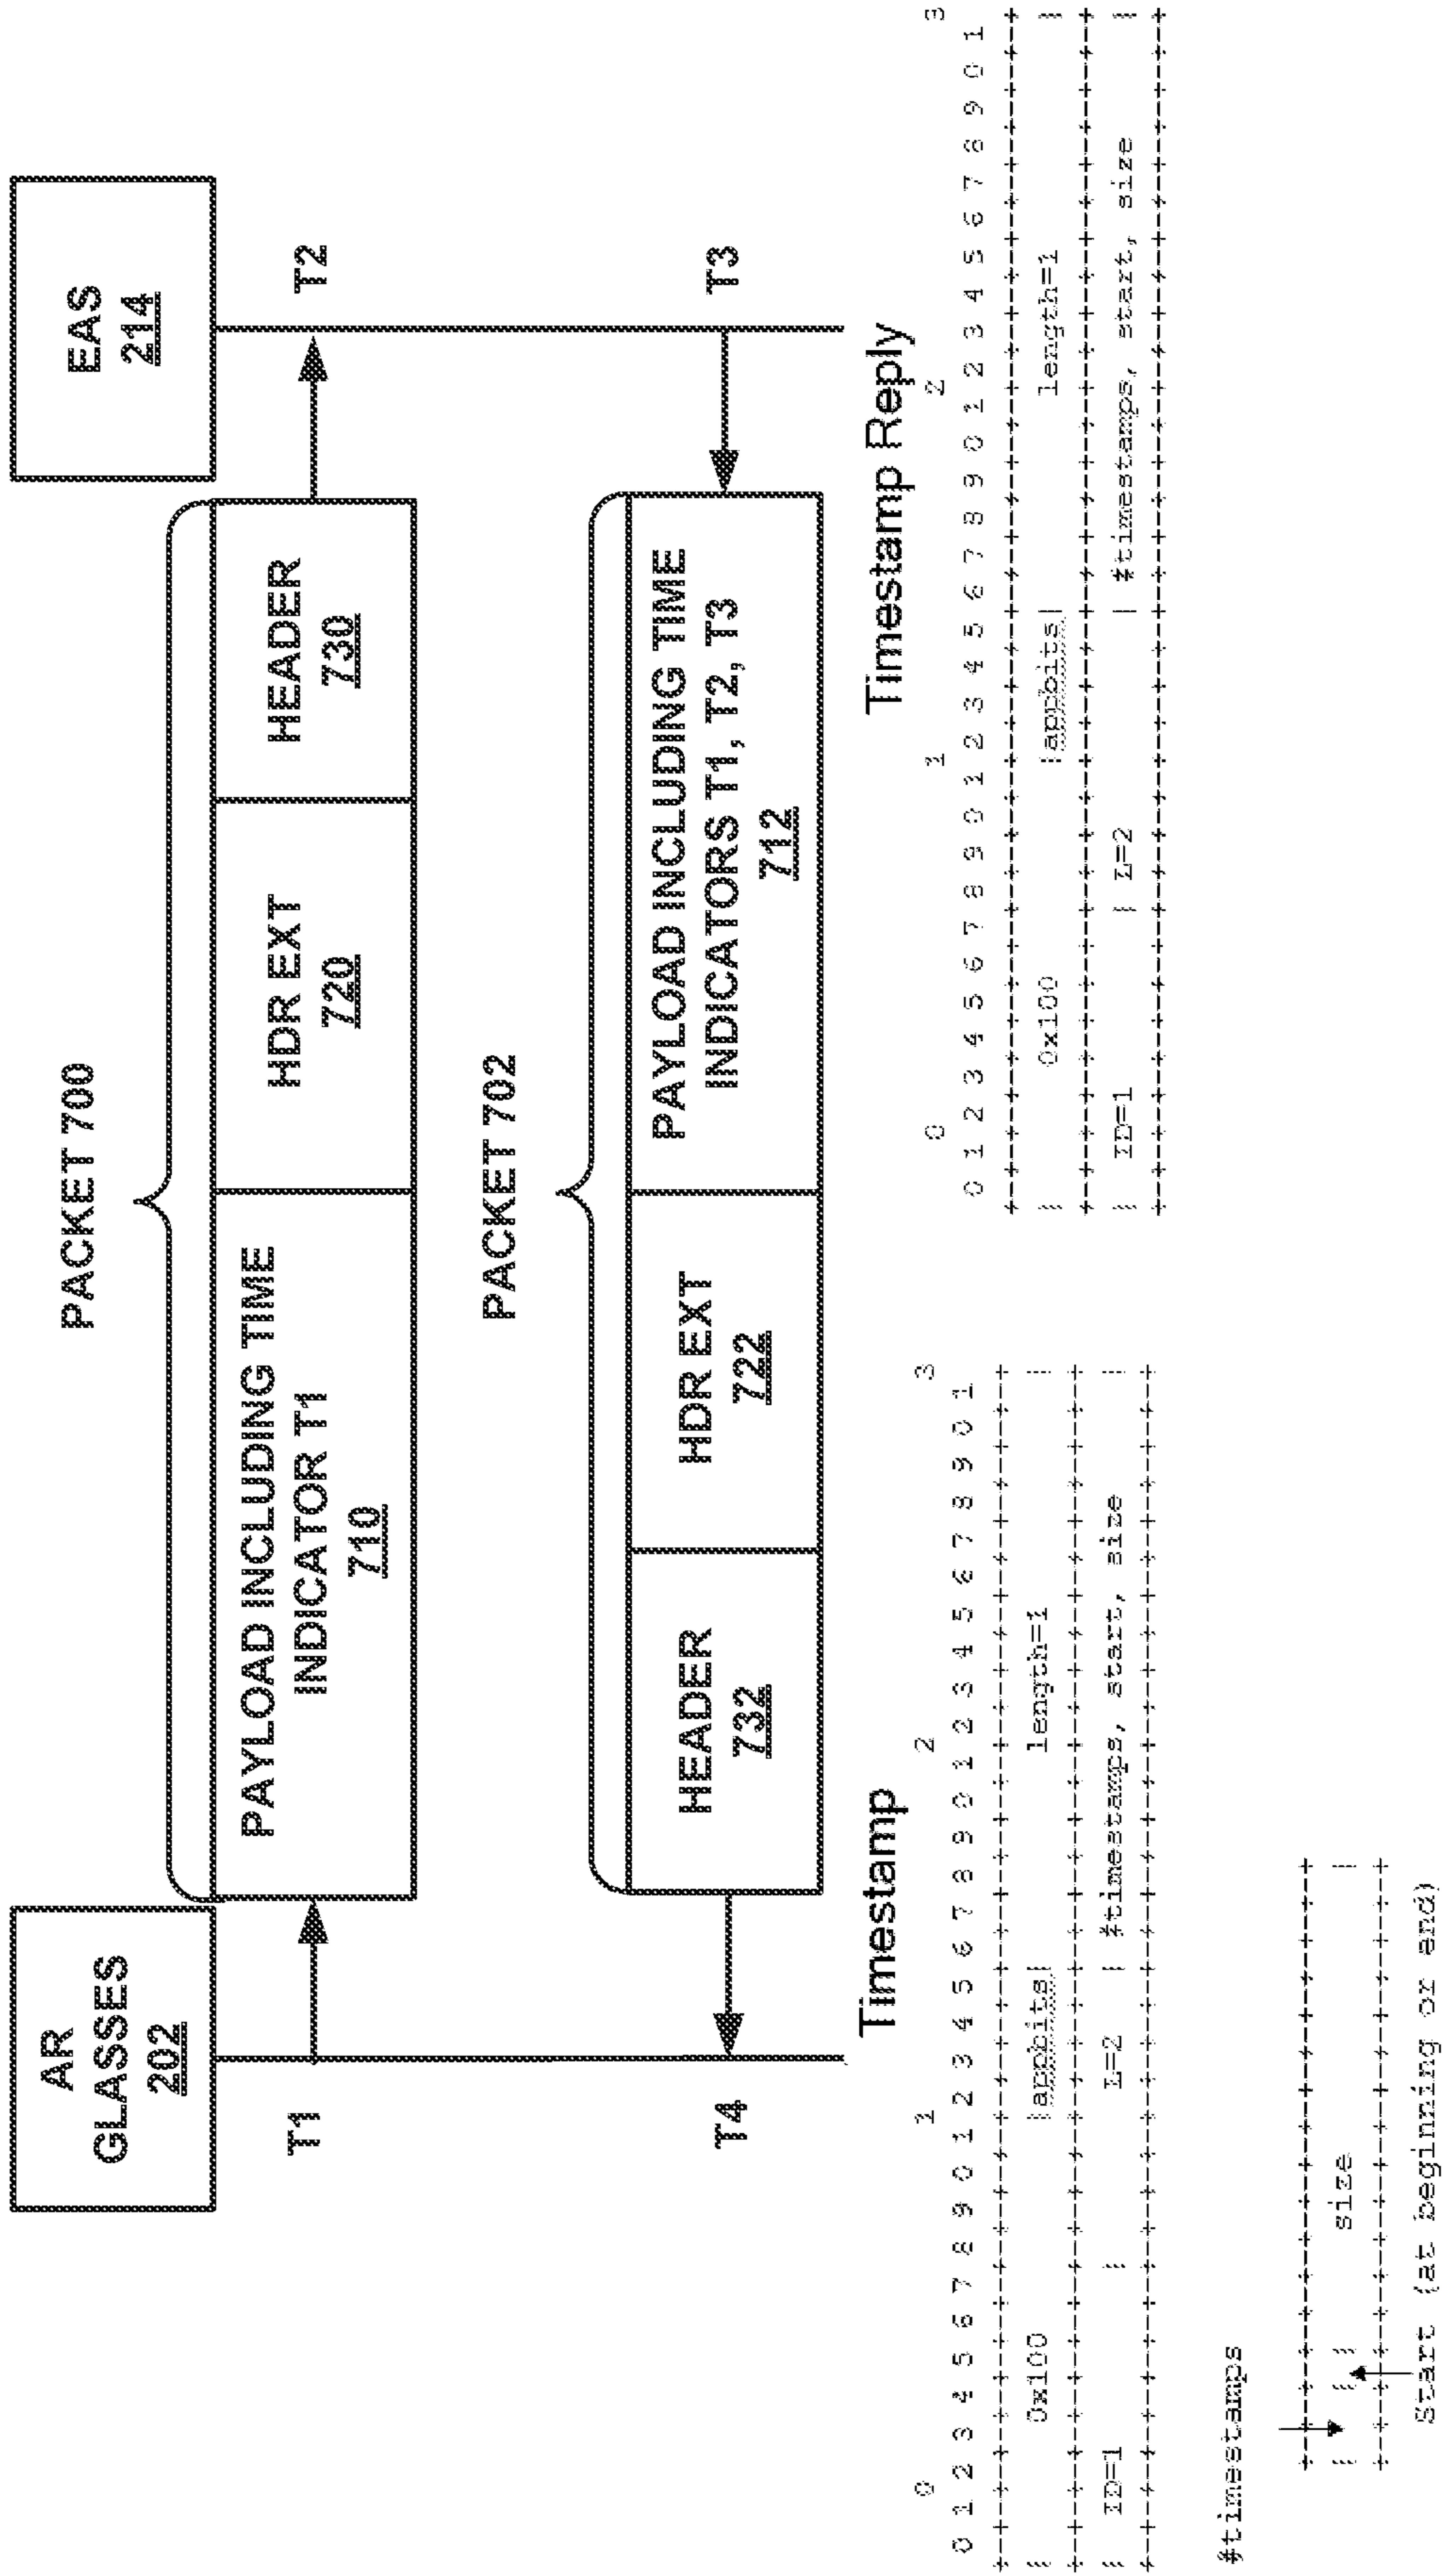 AR
GLASSES
202
EAS
214
PACKET 700
T1
PAYLOAD INCLUDING TIME
INDICATOR T1
710
HDR EXT
720
HEADER
730
T2
PACKET 702
T4
HEADER
732
HDR EXT
722
PAYLOAD INCLUDING TIME
INDICATORS T1, T2, T3
712
T3
Timestamp
0 1 2 3
0 1 2 3 4 5 6 7 8 9 0 1 2 3 4 5 6 7 8 9 0 1 2 3 4 5 6 7 8 9 0 1
+-+-+-+-+-+-+-+-+-+-+-+-+-+-+-+-+-+-+-+-+-+-+-+-+-+-+-+-+-+-+-+-+
| 0x100 |appbits| length=1 |
+-+-+-+-+-+-+-+-+-+-+-+-+-+-+-+-+-+-+-+-+-+-+-+-+-+-+-+-+-+-+-+-+
| ID=1 | L=2 | #timestamps, start, size |
+-+-+-+-+-+-+-+-+-+-+-+-+-+-+-+-+-+-+-+-+-+-+-+-+-+-+-+-+-+-+-+-+
Timestamp Reply
0 1 2 3
0 1 2 3 4 5 6 7 8 9 0 1 2 3 4 5 6 7 8 9 0 1 2 3 4 5 6 7 8 9 0 1
+-+-+-+-+-+-+-+-+-+-+-+-+-+-+-+-+-+-+-+-+-+-+-+-+-+-+-+-+-+-+-+-+
| 0x100 |appbits| length=1 |
+-+-+-+-+-+-+-+-+-+-+-+-+-+-+-+-+-+-+-+-+-+-+-+-+-+-+-+-+-+-+-+-+
| ID=1 | L=2 | #timestamps, start, size |
+-+-+-+-+-+-+-+-+-+-+-+-+-+-+-+-+-+-+-+-+-+-+-+-+-+-+-+-+-+-+-+-+
#timestamps
+-+-+-+-+-+-+-+-+-+-+-+-+-+-+-+-+
| | | size |
+-+-+-+-+-+-+-+-+-+-+-+-+-+-+-+-+
Start (at beginning or end)